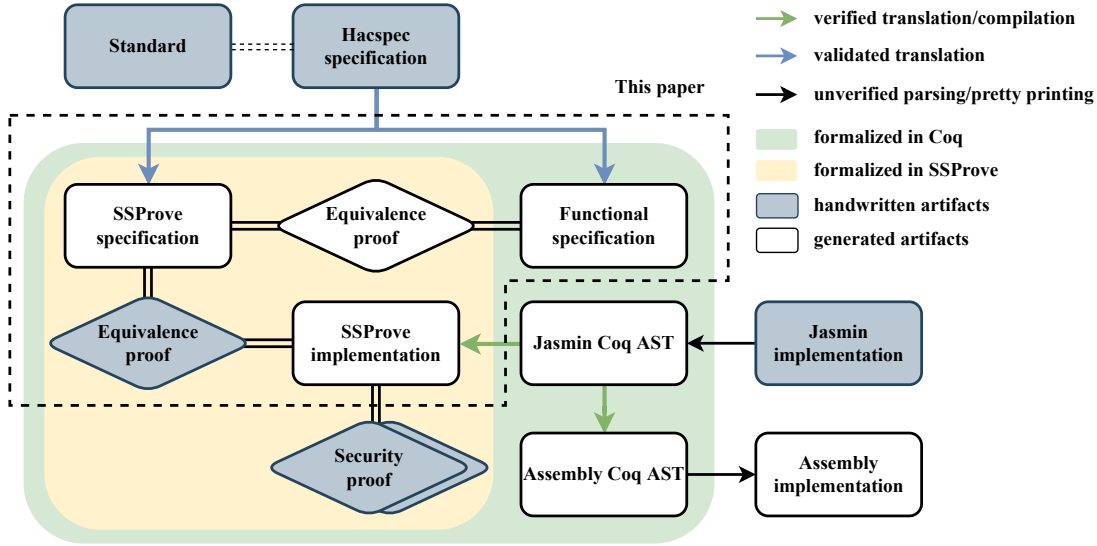 Standard
Hacspec
specification
This paper
verified translation/compilation
validated translation
unverified parsing/pretty printing
formalized in Coq
formalized in SSProve
handwritten artifacts
generated artifacts
SSProve
specification
Equivalence
proof
Functional
specification
Equivalence
proof
SSProve
implementation
Jasmin Coq AST
Jasmin
implementation
Security
proof
Assembly Coq AST
Assembly
implementation